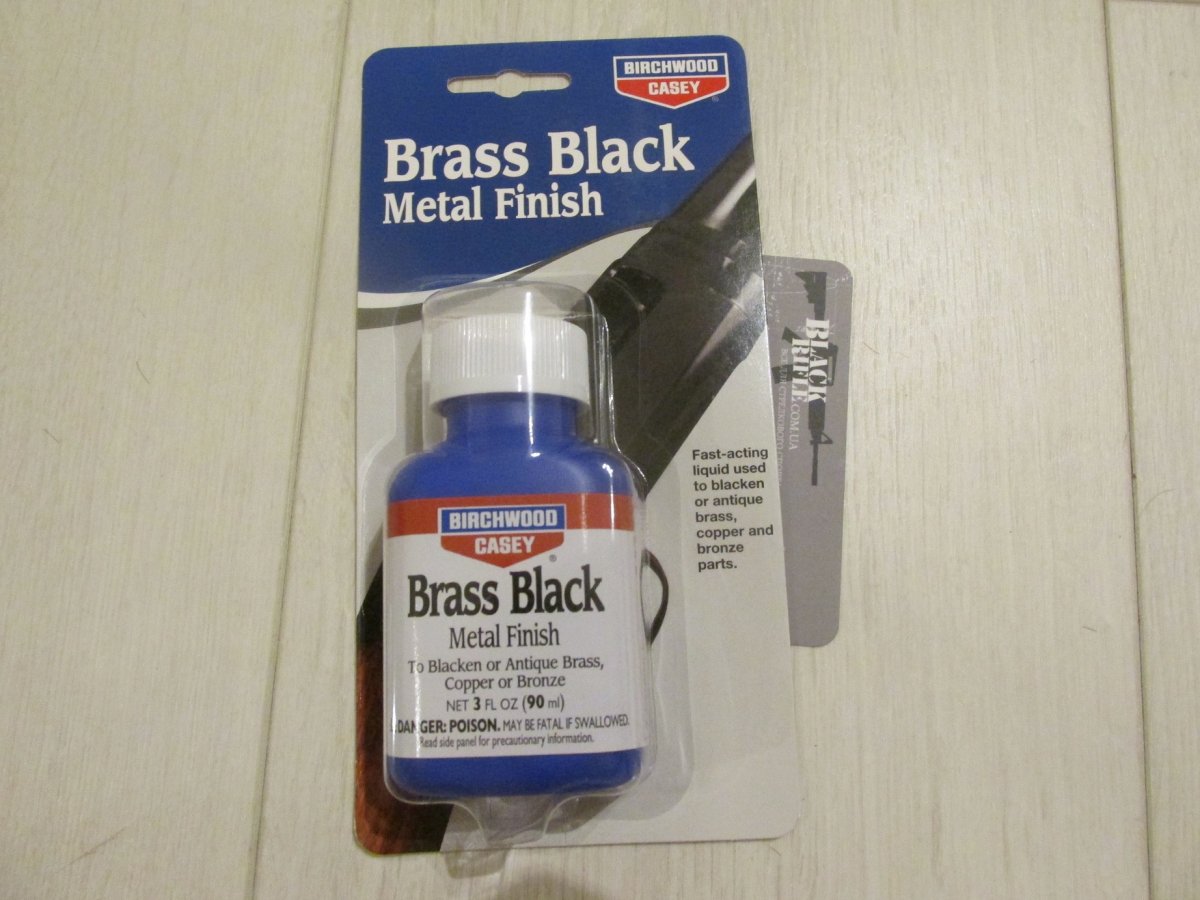 BIRCHWOOD
CASEY
®
Brass Black
Metal Finish
Fast-acting
liquid used
to blacken
or antique
brass,
copper and
bronze
parts.
BIRCHWOOD
CASEY
®
Brass Black
Metal Finish
To Blacken or Antique Brass,
Copper or Bronze
NET 3 FL OZ (90 ml)
DANGER: POISON. MAY BE FATAL IF SWALLOWED.
Read side panel for precautionary information.
BLACK
RIFLE.COM.UA